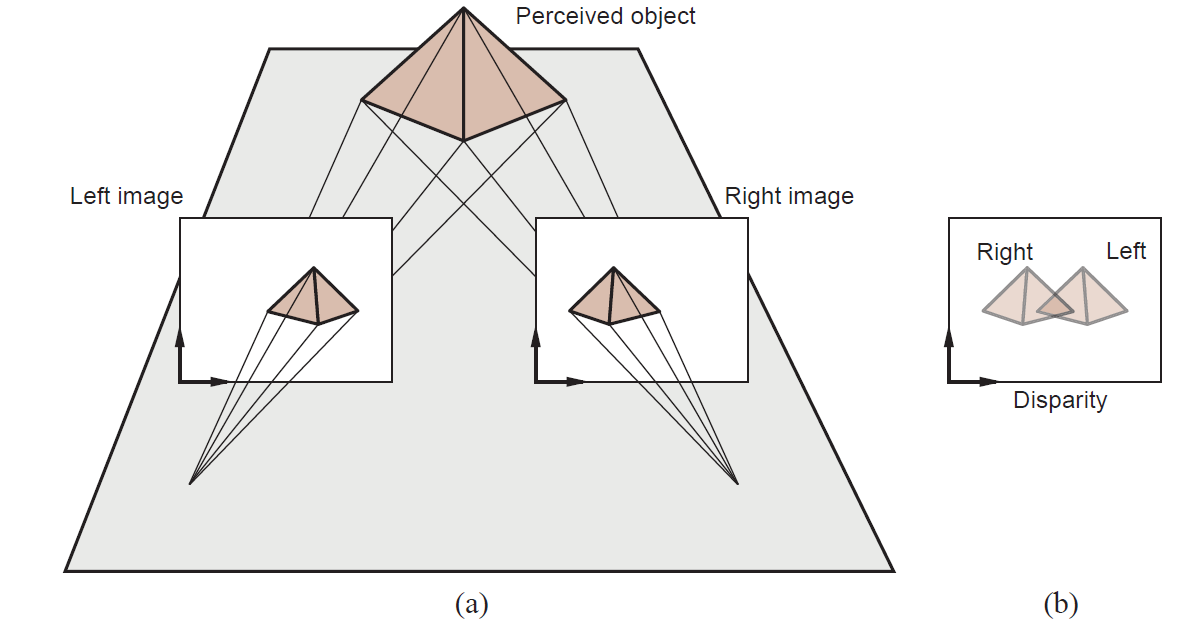 Perceived object
Left image
Right image
Right
Left
Disparity
(a)
(b)